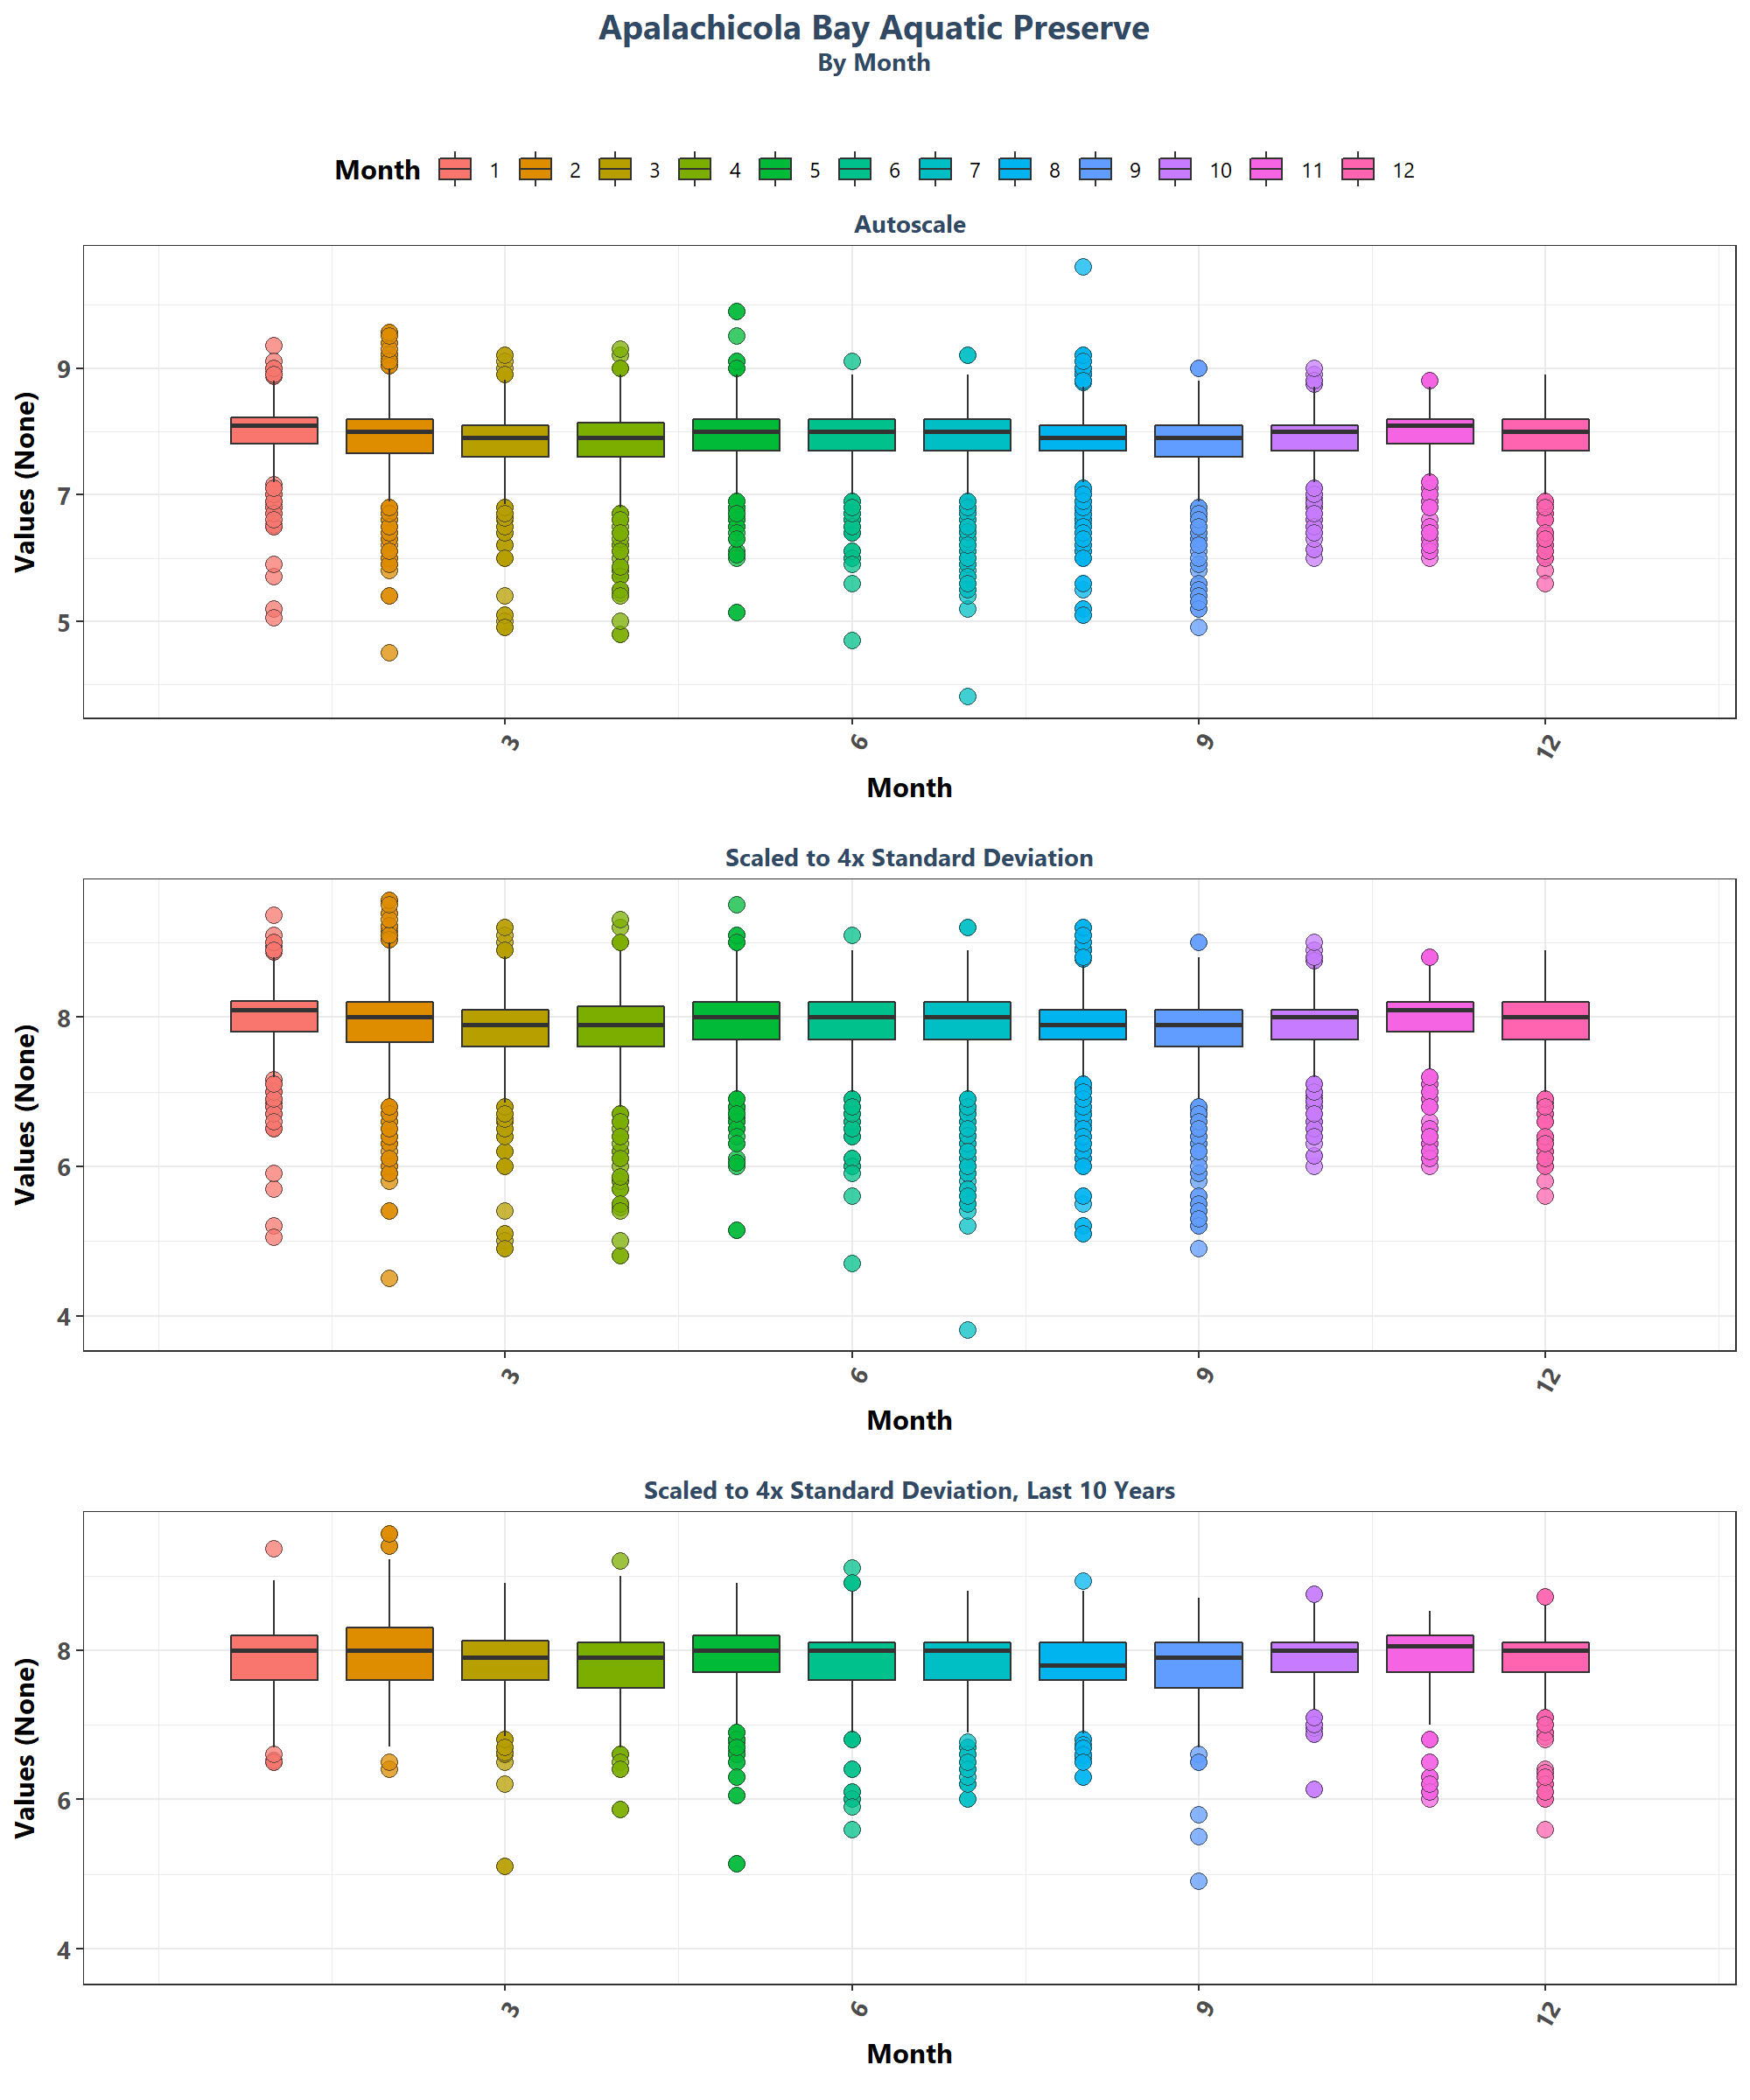 Apalachicola Bay Aquatic Preserve
By Month
Month 1 2 3 4 5 6 7 8 9 10 11 12
Autoscale
Values (None)
9
7
5
3 6 9 12
Month
Scaled to 4x Standard Deviation
Values (None)
8
6
4
3 6 9 12
Month
Scaled to 4x Standard Deviation, Last 10 Years
Values (None)
8
6
4
3 6 9 12
Month